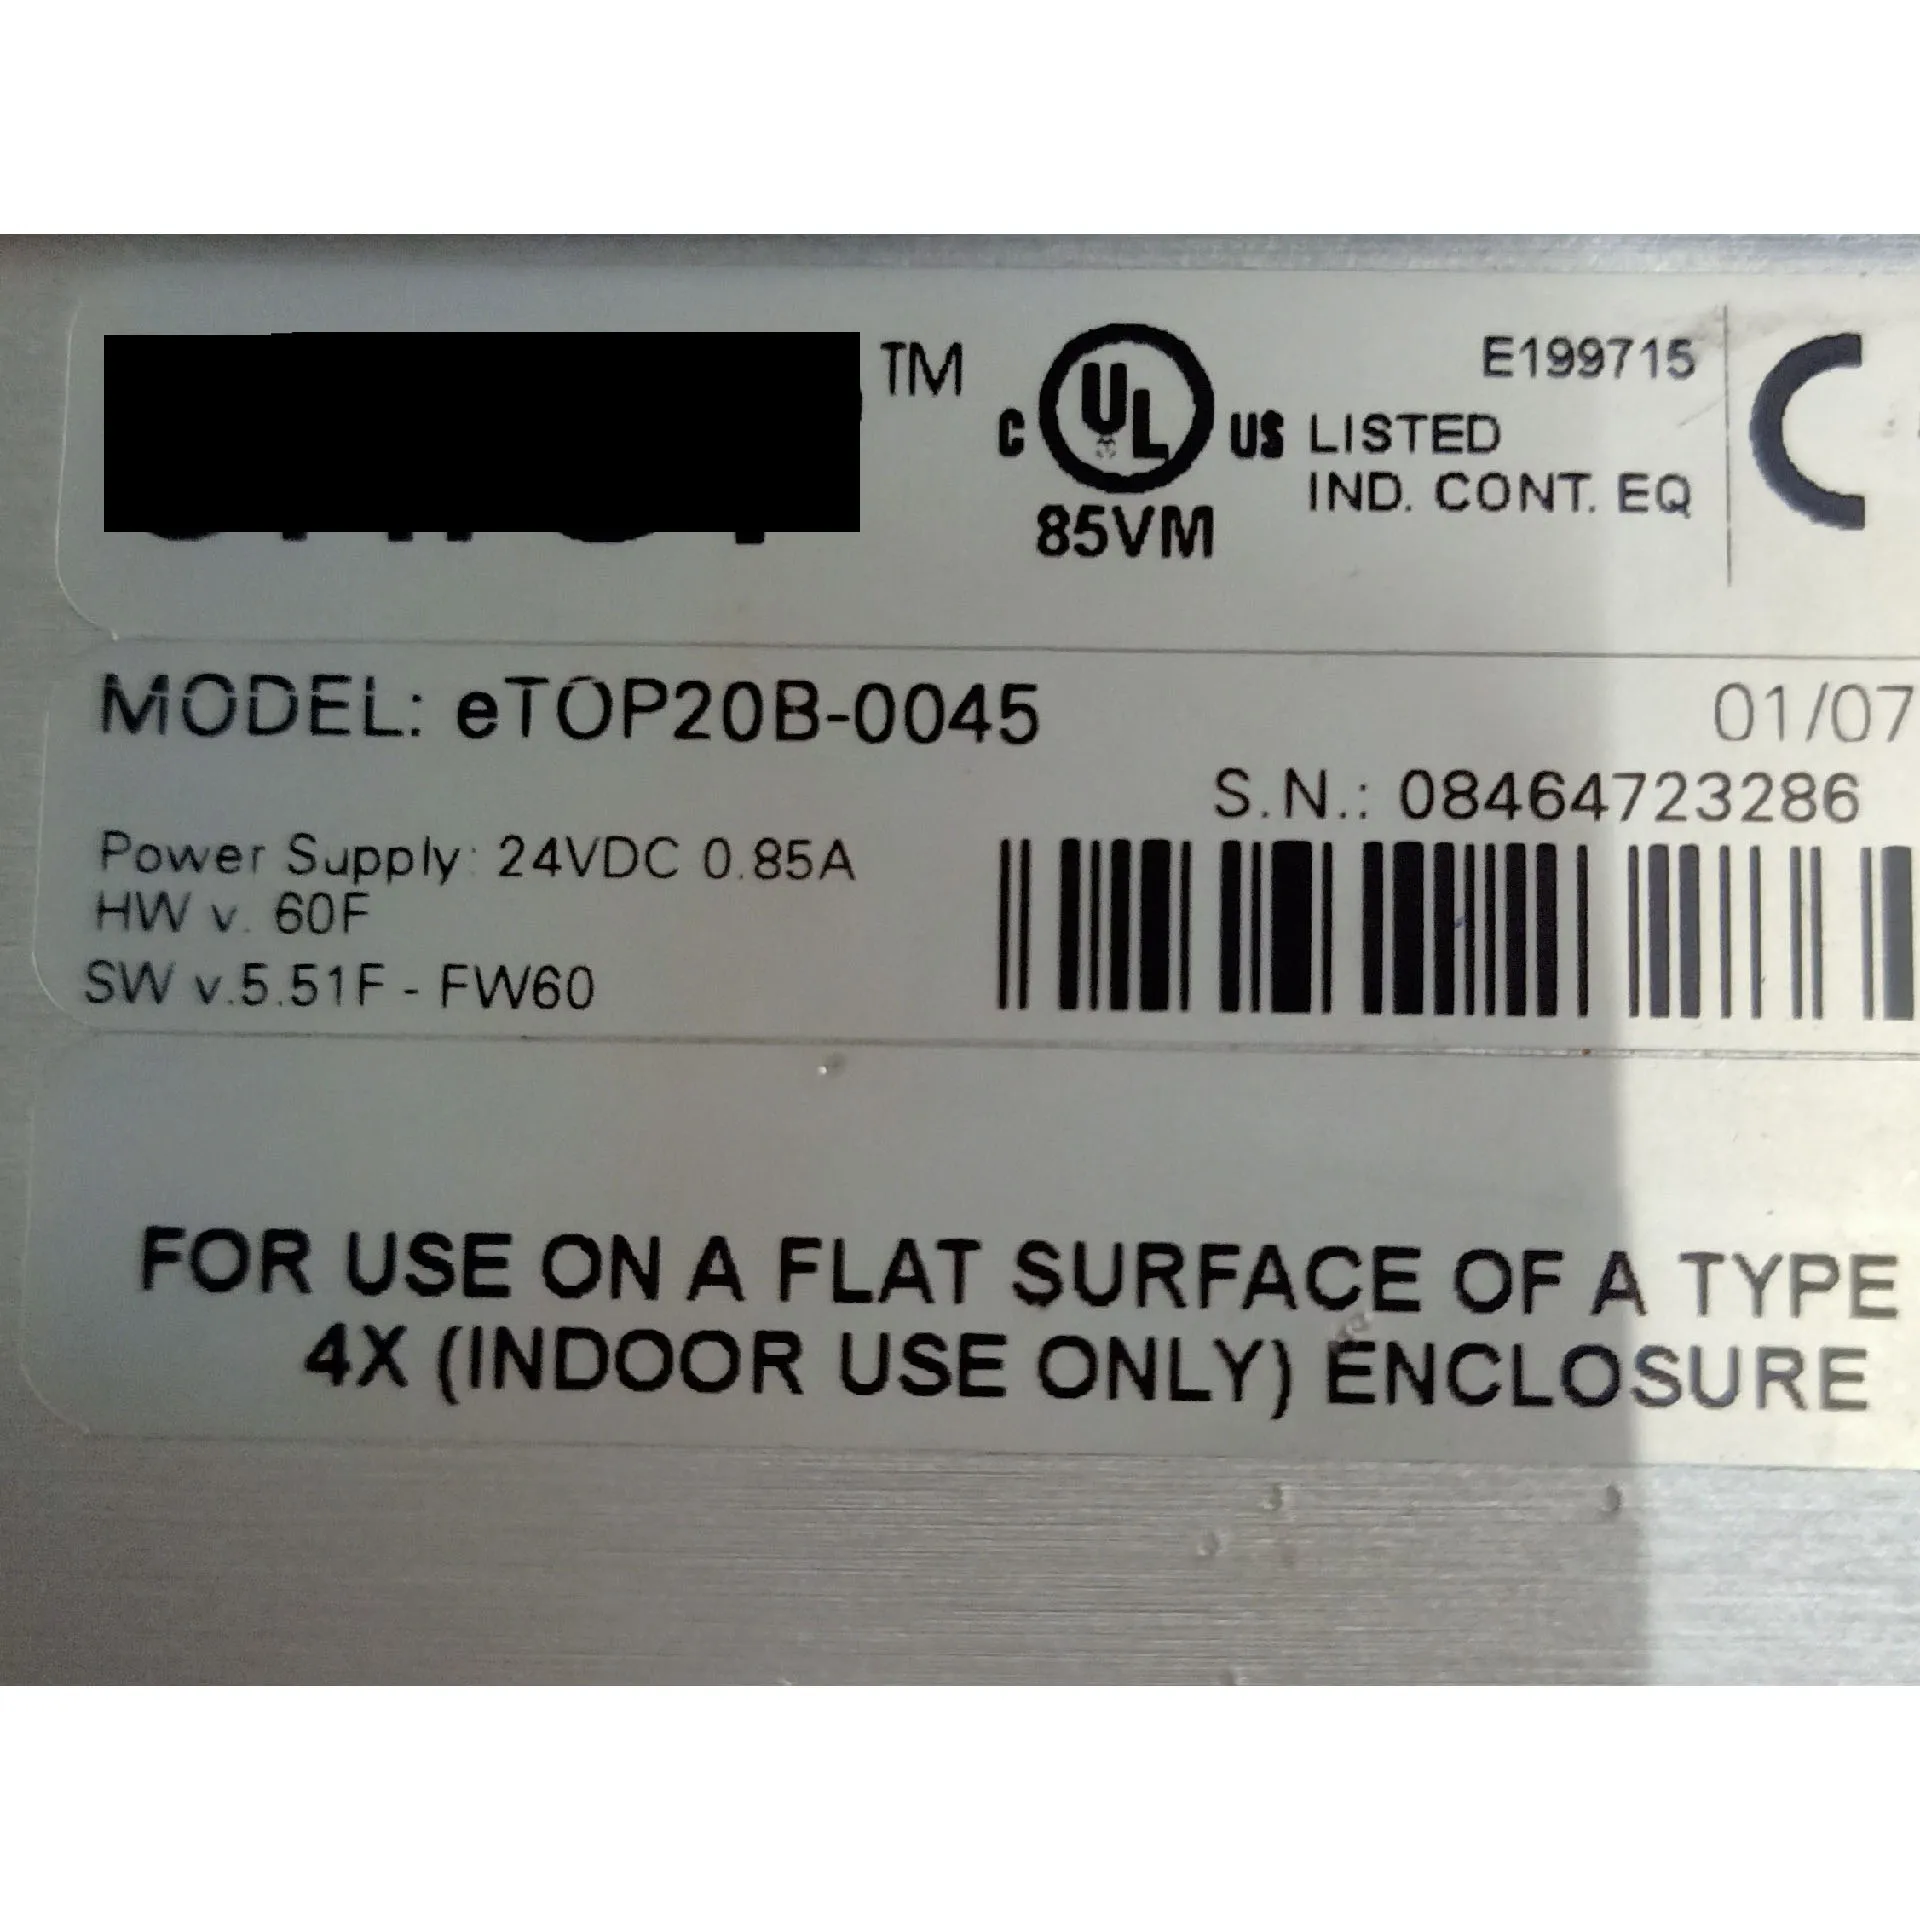 TM
C UL US
E199715
LISTED
IND. CONT. EQ
85VM
MODEL: eTOP20B-0045
01/07
S.N.: 08464723286
Power Supply: 24VDC 0.85A
HW v. 60F
SW v.5.51F - FW60
FOR USE ON A FLAT SURFACE OF A TYPE
4X (INDOOR USE ONLY) ENCLOSURE